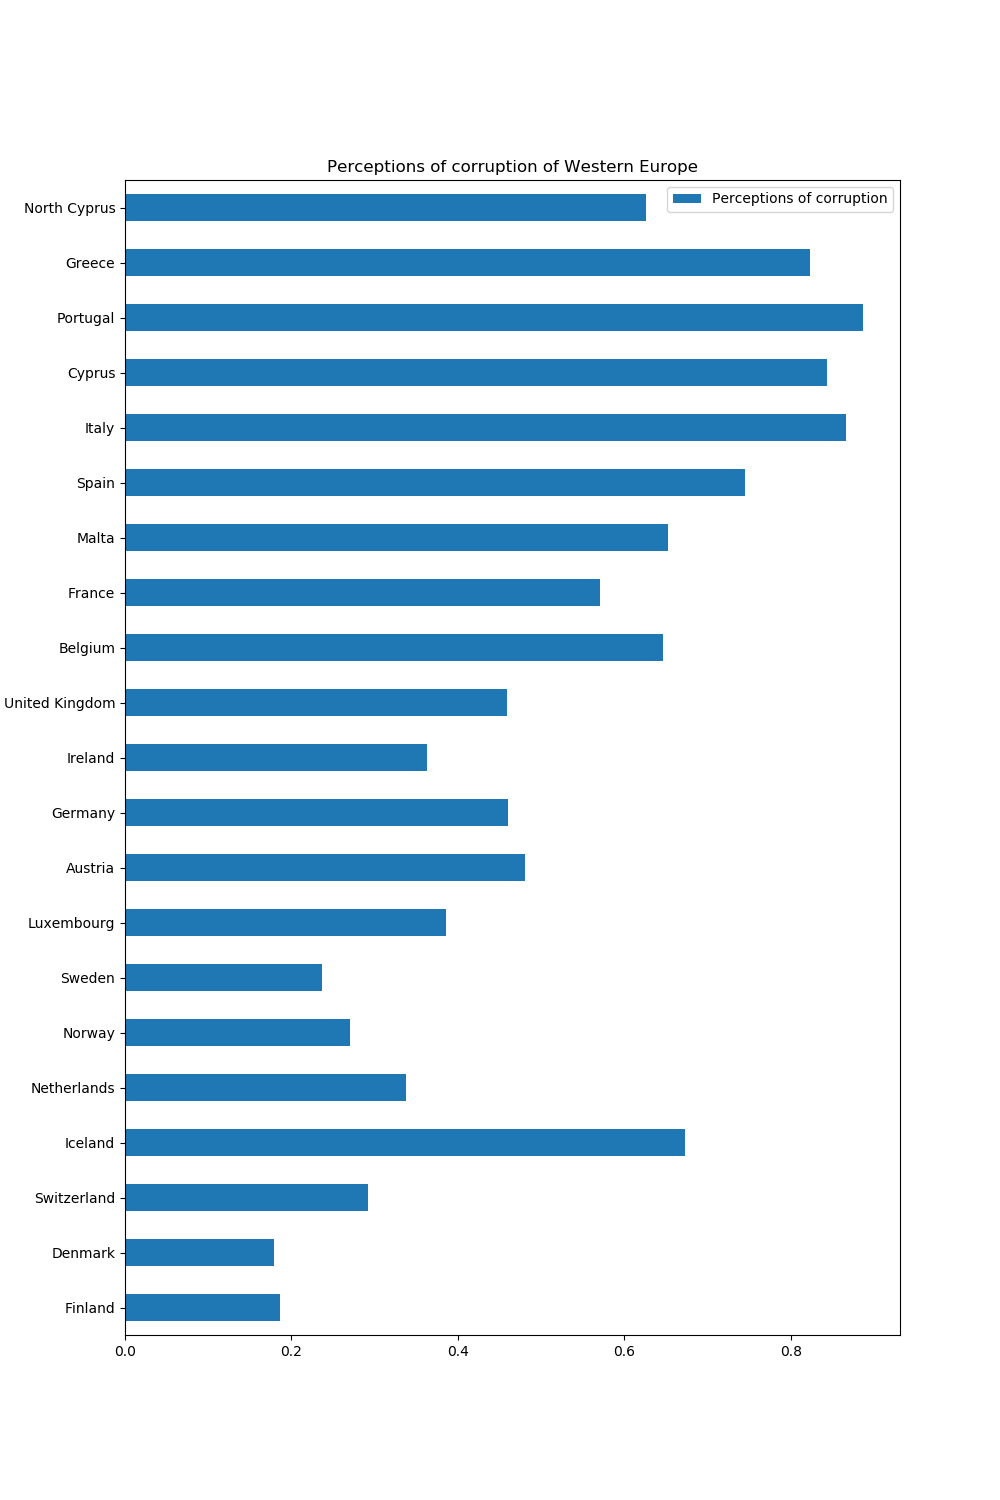 Perceptions of corruption of Western Europe
Perceptions of corruption
North Cyprus
Greece
Portugal
Cyprus
Italy
Spain
Malta
France
Belgium
United Kingdom
Ireland
Germany
Austria
Luxembourg
Sweden
Norway
Netherlands
Iceland
Switzerland
Denmark
Finland
0.0 0.2 0.4 0.6 0.8